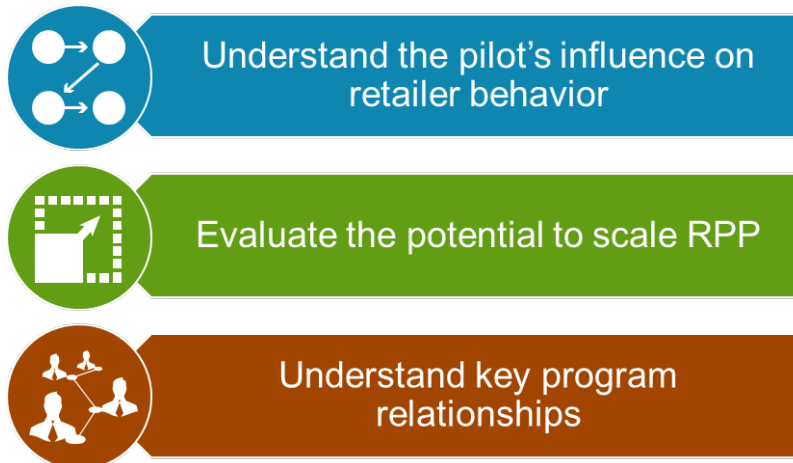 Understand the pilot’s influence on
retailer behavior
Evaluate the potential to scale RPP
Understand key program
relationships